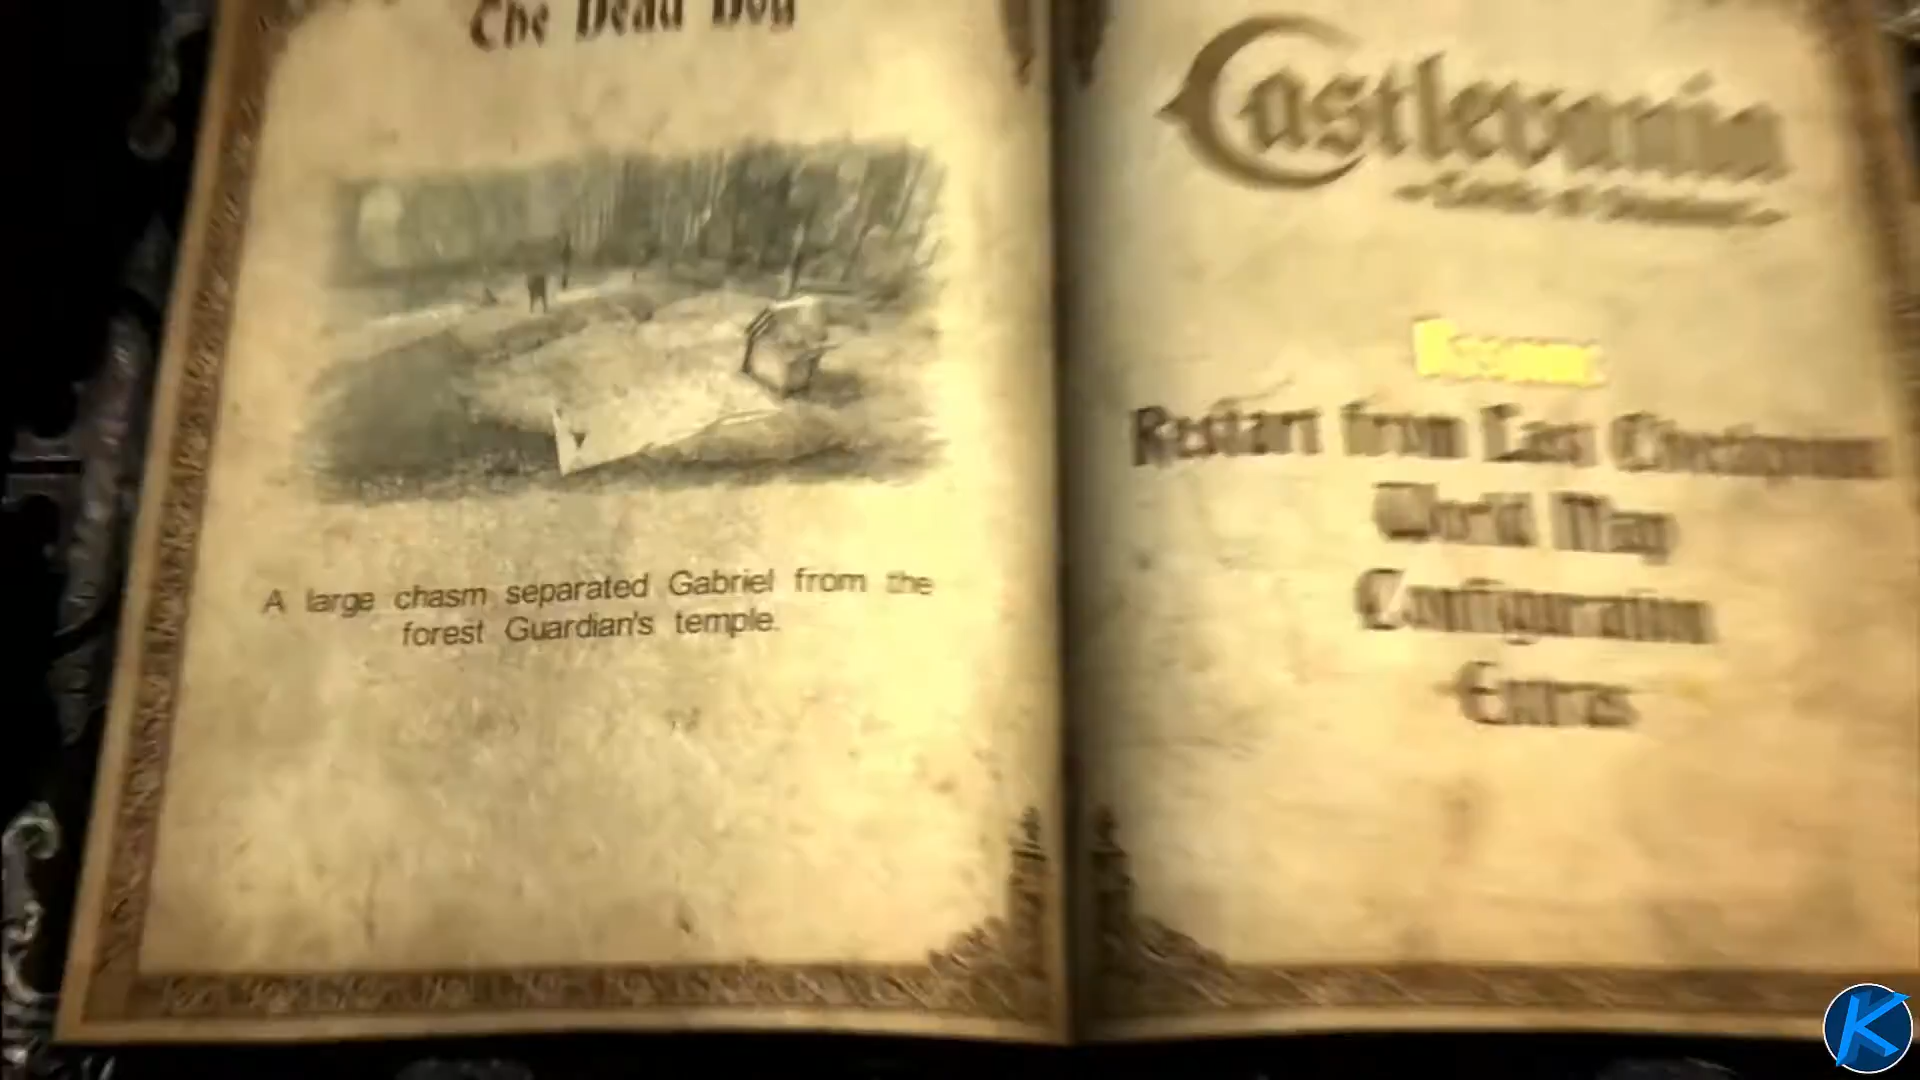 The Dead Bog
A large chasm separated Gabriel from the
forest Guardian's temple.
Castlevania
Resume
Restart from Last Checkpoint
World Map
Configuration
Extras
K